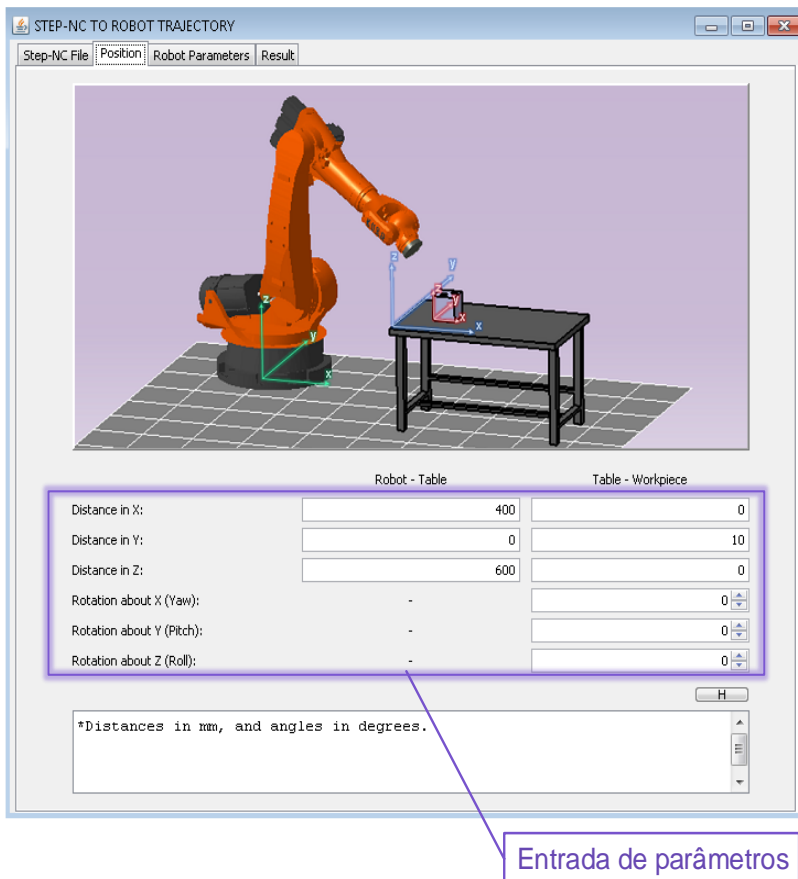 STEP-NC TO ROBOT TRAJECTORY
Step-NC File Position Robot Parameters Result
z y
z y x x
z y x
Robot - Table Table - Workpiece
Distance in X: 400 0
Distance in Y: 0 10
Distance in Z: 600 0
Rotation about X (Yaw): - 0
Rotation about Y (Pitch): - 0
Rotation about Z (Roll): - 0
H
*Distances in mm, and angles in degrees.
Entrada de parâmetros